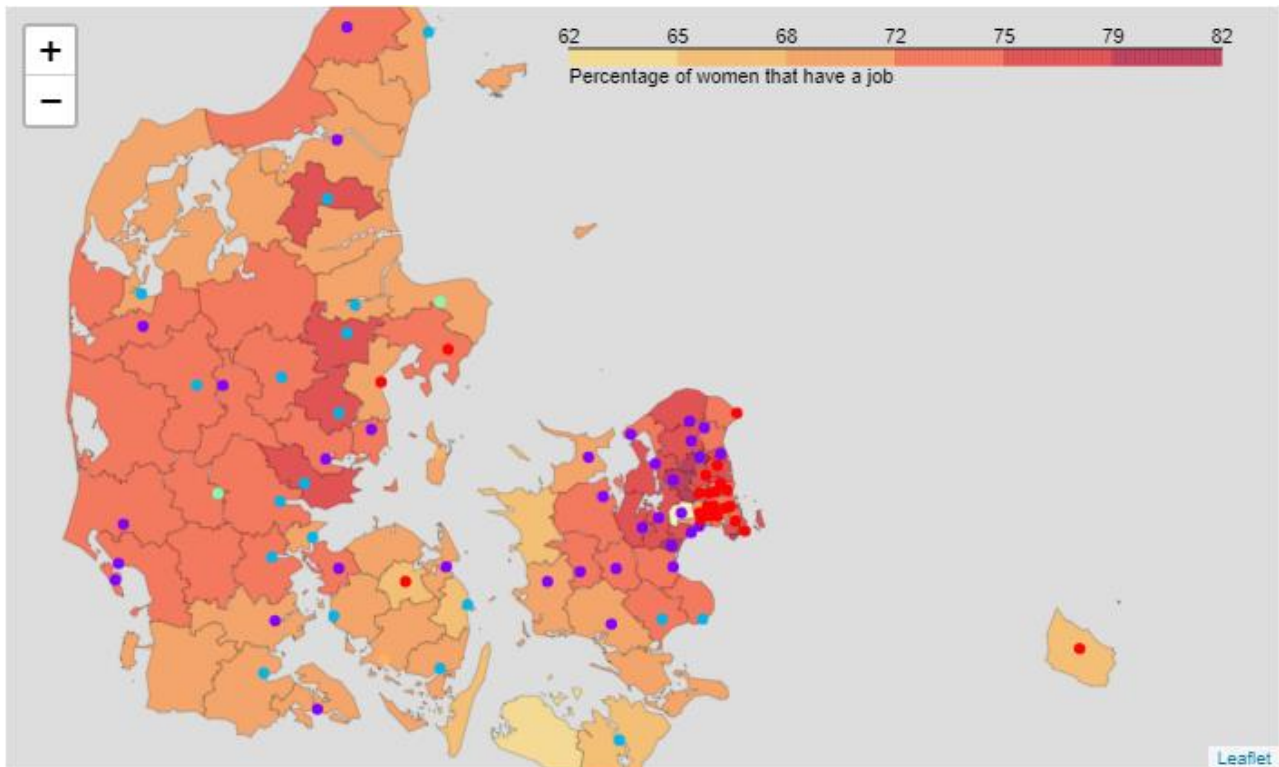 +
−
62 65 68 72 75 79 82
Percentage of women that have a job
Leaflet